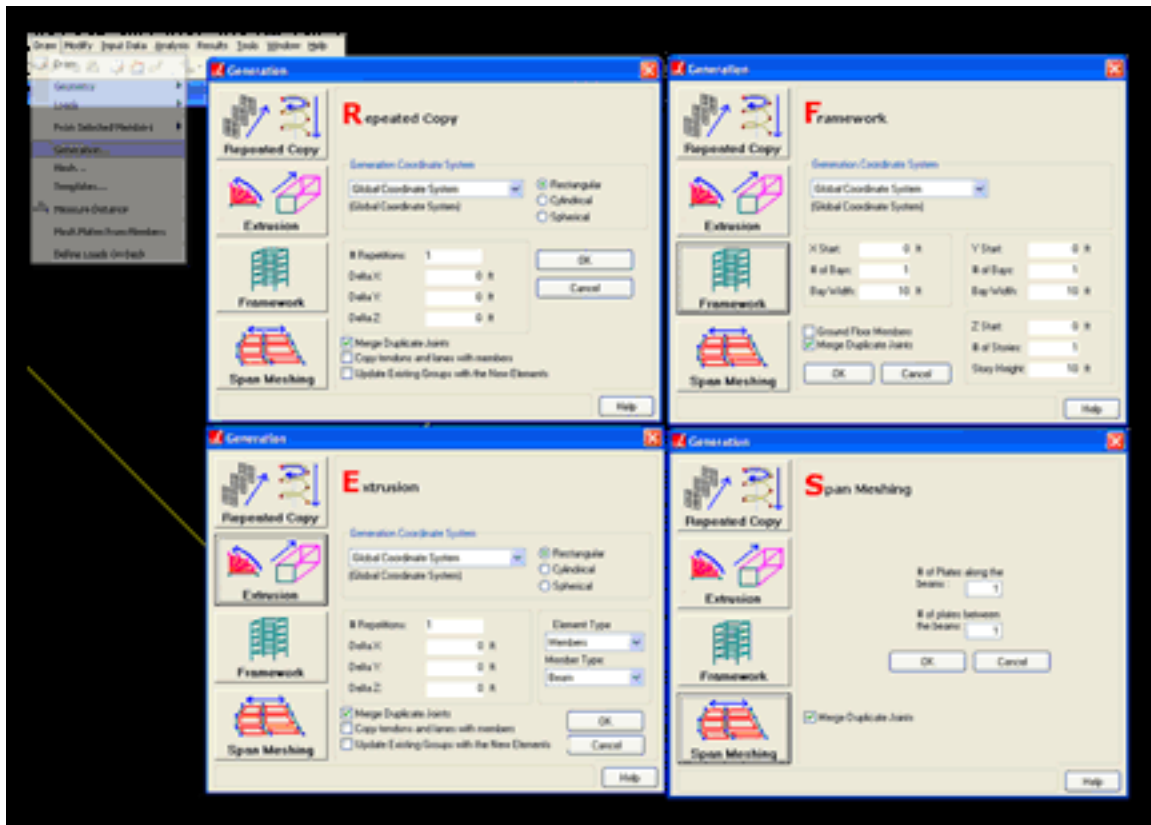 Draw Modify Input Data Analysis Results Tools Window Help
Geometry
Loads
From Selected Members
Generation...
Mesh...
Templates...
Measure Distance
Mesh Plates from Members
Define Loads On
Generation
Repeated Copy
Extrusion
Framework
Span Meshing
Repeated Copy
Generation Coordinate System
Global Coordinate System
(Global Coordinate System)
Rectangular
Cylindrical
Spherical
# Repetitions: 1
Delta X: 0 ft
Delta Y: 0 ft
Delta Z: 0 ft
OK
Cancel
Merge Duplicate Joints
Copy tendons and lanes with members
Update Existing Groups with the New Elements
Help
Generation
Repeated Copy
Extrusion
Framework
Span Meshing
Framework
Generation Coordinate System
Global Coordinate System
(Global Coordinate System)
X Start: 0 ft
# of Bays: 1
Bay Width: 10 ft
Y Start: 0 ft
# of Bays: 1
Bay Width: 10 ft
Ground Floor Members
Merge Duplicate Joints
Z Start: 0 ft
# of Stories: 1
Story Height: 10 ft
OK
Cancel
Help
Generation
Repeated Copy
Extrusion
Framework
Span Meshing
Extrusion
Generation Coordinate System
Global Coordinate System
(Global Coordinate System)
Rectangular
Cylindrical
Spherical
# Repetitions: 1
Delta X: 0 ft
Delta Y: 0 ft
Delta Z: 0 ft
Element Type
Members
Member Type:
Beam
Merge Duplicate Joints
Copy tendons and lanes with members
Update Existing Groups with the New Elements
OK
Cancel
Help
Generation
Repeated Copy
Extrusion
Framework
Span Meshing
Span Meshing
# of Plates along the
beams : 1
# of plates between
the beams : 1
OK
Cancel
Merge Duplicate Joints
Help